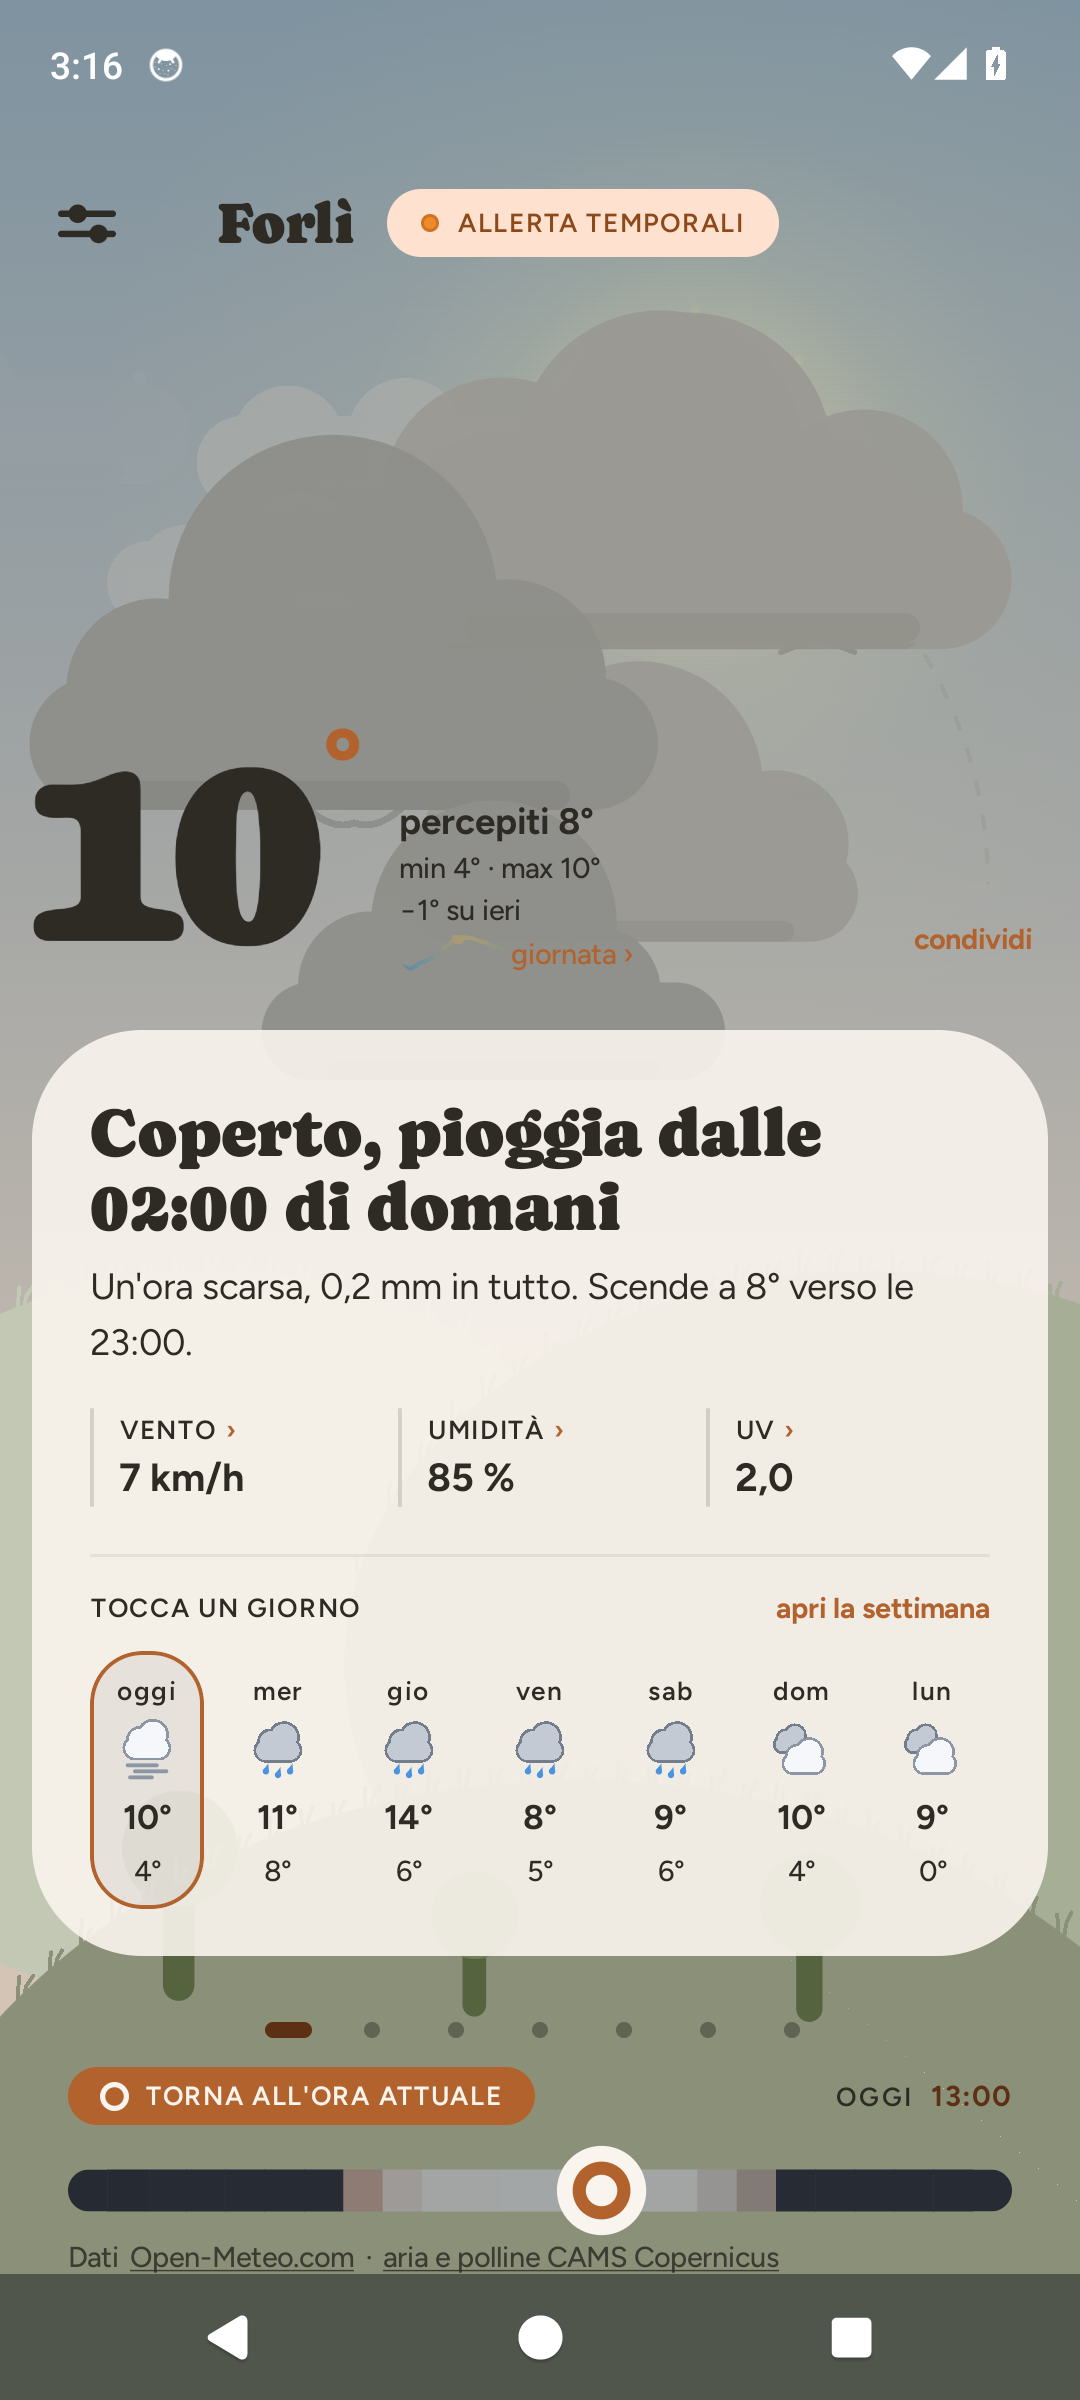 3:16
Forlì
ALLERTA TEMPORALI
10°
percepiti 8°
min 4° · max 10°
−1° su ieri
giornata ›
condividi
Coperto, pioggia dalle
02:00 di domani
Un'ora scarsa, 0,2 mm in tutto. Scende a 8° verso le
23:00.
VENTO › UMIDITÀ › UV ›
7 km/h 85 % 2,0
TOCCA UN GIORNO apri la settimana
oggi mer gio ven sab dom lun
10° 11° 14° 8° 9° 10° 9°
4° 8° 6° 5° 6° 4° 0°
TORNA ALL'ORA ATTUALE OGGI 13:00
Dati Open-Meteo.com · aria e polline CAMS Copernicus